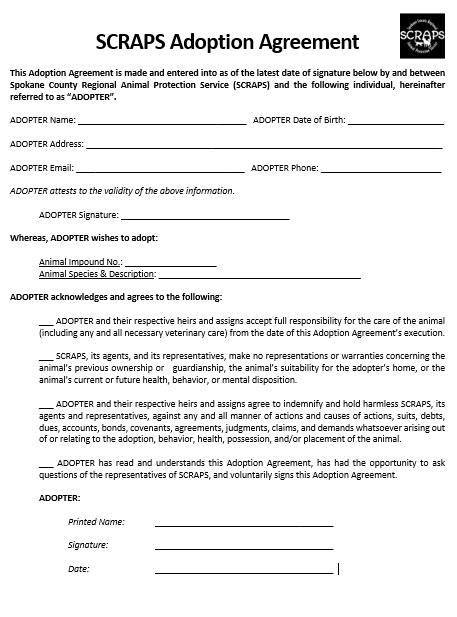 SCRAPS Adoption Agreement
SCRAPS
This Adoption Agreement is made and entered into as of the latest date of signature below by and between
Spokane County Regional Animal Protection Service (SCRAPS) and the following individual, hereinafter
referred to as “ADOPTER”.
ADOPTER Name: ____ ADOPTER Date of Birth: ____
ADOPTER Address: ____
ADOPTER Email: ____ ADOPTER Phone: ____
ADOPTER attests to the validity of the above information.
ADOPTER Signature: ____
Whereas, ADOPTER wishes to adopt:
Animal Impound No.: ____
Animal Species & Description: ____
ADOPTER acknowledges and agrees to the following:
___ ADOPTER and their respective heirs and assigns accept full responsibility for the care of the animal
(including any and all necessary veterinary care) from the date of this Adoption Agreement’s execution.
___ SCRAPS, its agents, and its representatives, make no representations or warranties concerning the
animal’s previous ownership or guardianship, the animal’s suitability for the adopter’s home, or the
animal’s current or future health, behavior, or mental disposition.
___ ADOPTER and their respective heirs and assigns agree to indemnify and hold harmless SCRAPS, its
agents and representatives, against any and all manner of actions and causes of actions, suits, debts,
dues, accounts, bonds, covenants, agreements, judgments, claims, and demands whatsoever arising out
of or relating to the adoption, behavior, health, possession, and/or placement of the animal.
___ ADOPTER has read and understands this Adoption Agreement, has had the opportunity to ask
questions of the representatives of SCRAPS, and voluntarily signs this Adoption Agreement.
ADOPTER:
Printed Name: ____
Signature: ____
Date: ____